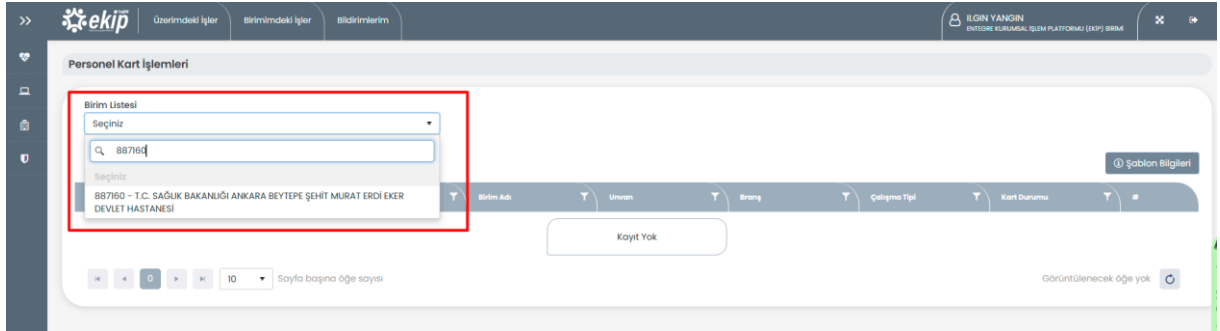 ekip
Üzerimdeki İşler
Birimimdeki İşler
Bildirimlerim
ILGIN YANGIN
ENTEGRE KURUMSAL İŞLEM PLATFORMU (EKİP) BİRİMİ
Personel Kart İşlemleri
Birim Listesi
Seçiniz
887160
Seçiniz
887160 - T.C. SAĞLIK BAKANLIĞI ANKARA BEYTEPE ŞEHİT MURAT ERDİ EKER
DEVLET HASTANESİ
Şablon Bilgileri
Birim Adı
Unvan
Branş
Çalışma Tipi
Kart Durumu
#
Kayıt Yok
0
10
Sayfa başına öğe sayısı
Görüntülenecek öğe yok